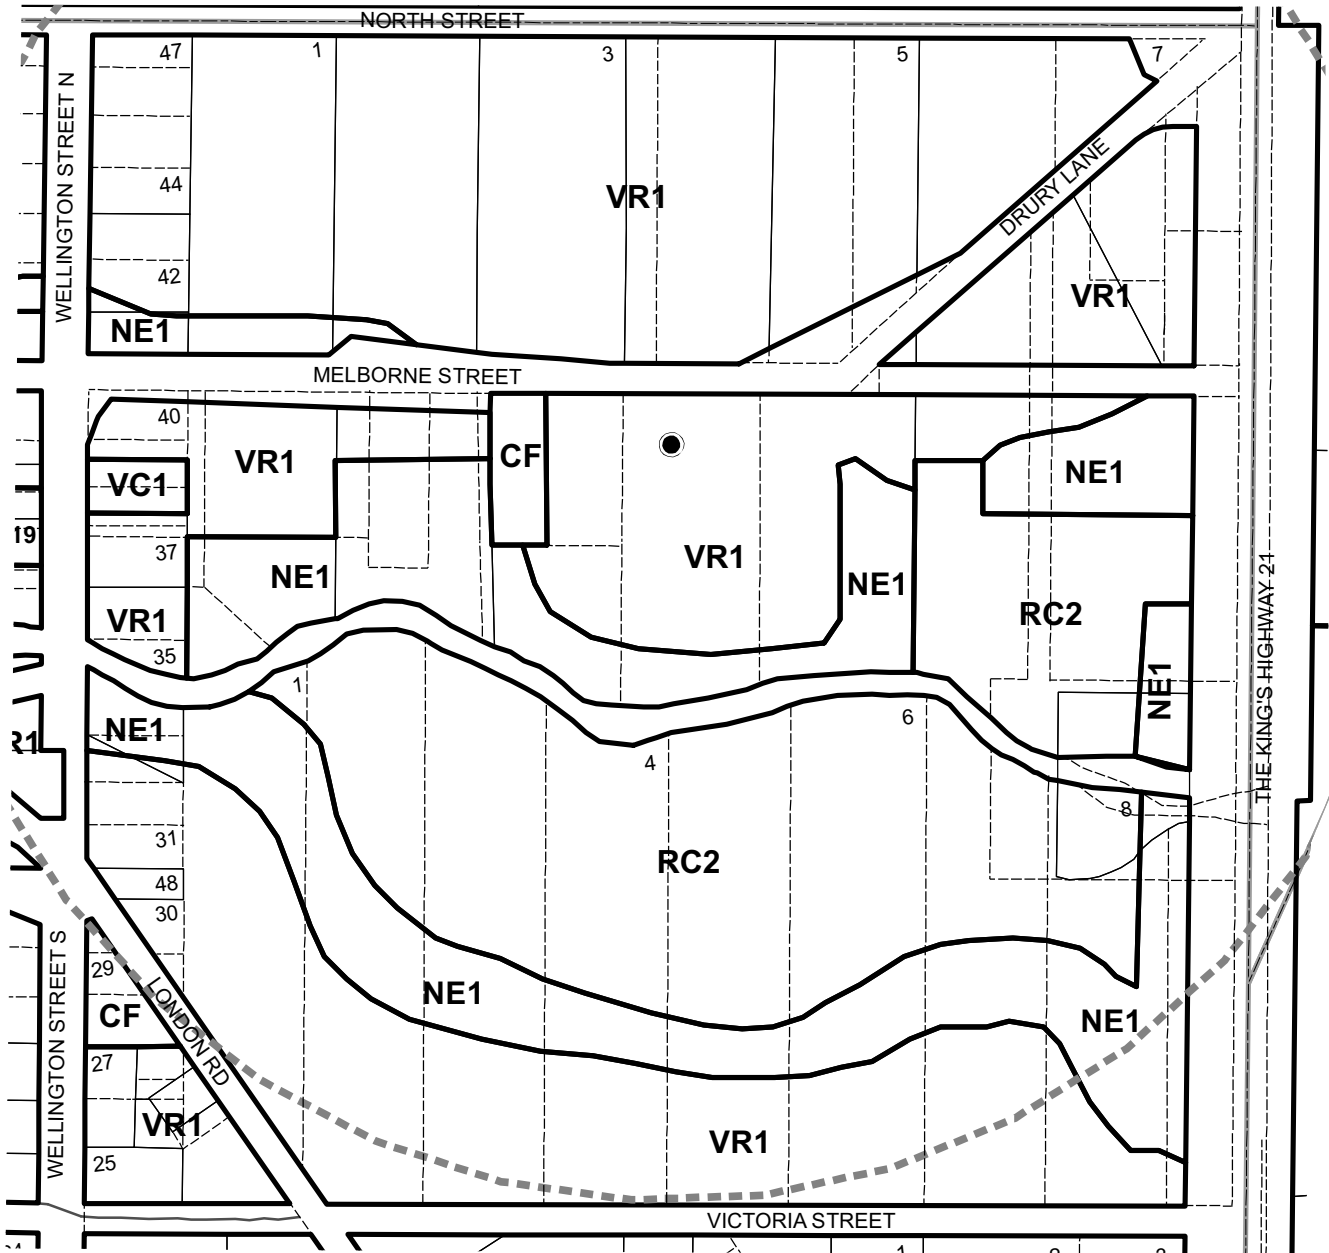 NORTH STREET
47
1
3
5
7
WELLINGTON STREET N
44
VR1
DRURY LANE
42
VR1
NE1
MELBORNE STREET
40
VR1
CF
NE1
VC1
19
37
NE1
VR1
NE1
RC2
VR1
35
THE KING'S HIGHWAY 21
1
NE1
NE1
6
R1
4
8
31
RC2
48
30
WELLINGTON STREET S
29
LONDON RD
NE1
CF
NE1
27
VR1
VR1
25
VICTORIA STREET
1